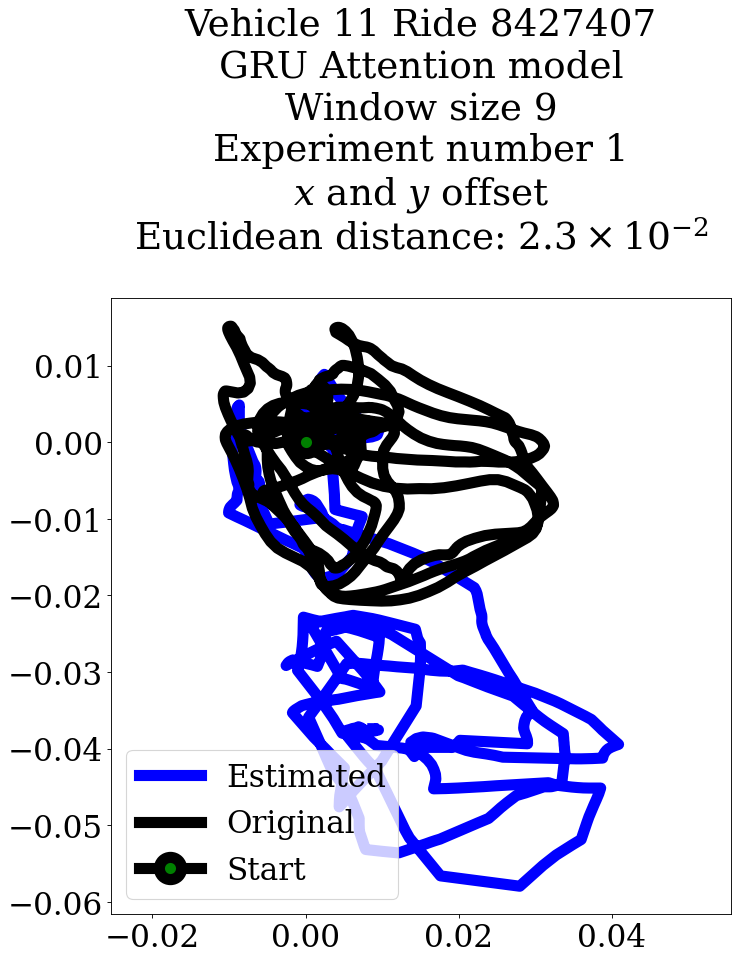 Vehicle 11 Ride 8427407
GRU Attention model
Window size 9
Experiment number 1
x and y offset
Euclidean distance: 2.3 × 10⁻²
0.01
0.00
−0.01
−0.02
−0.03
−0.04
−0.05
−0.06
Estimated
Original
Start
−0.02 0.00 0.02 0.04